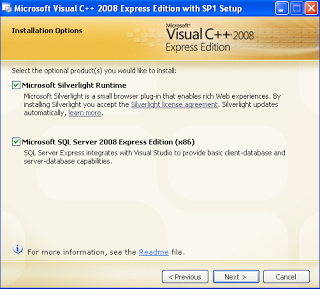 Microsoft Visual C++ 2008 Express Edition with SP1 Setup
Installation Options
Microsoft®
Visual C++ 2008
Express Edition
Select the optional product(s) you would like to install:
Microsoft Silverlight Runtime
Microsoft Silverlight is a small browser plug-in that enables rich Web experiences. By
installing Silverlight you accept the Silverlight license agreement. Silverlight updates
automatically, learn more.
Microsoft SQL Server 2008 Express Edition (x86)
SQL Server Express integrates with Visual Studio to provide basic client-database and
server-database capabilities.
For more information, see the Readme file.
< Previous
Next >
Cancel